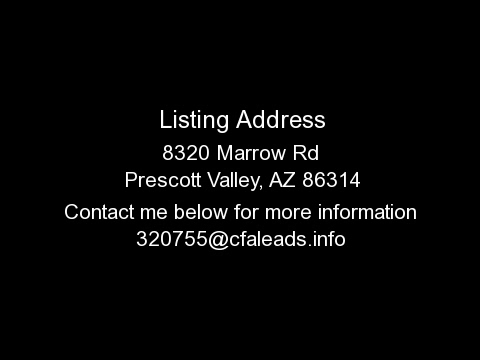 Listing Address
8320 Marrow Rd
Prescott Valley, AZ 86314
Contact me below for more information
320755@cfaleads.info